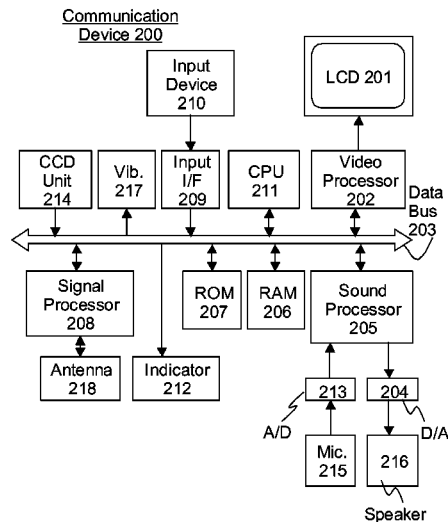 Communication
Device 200
Input
Device
210
LCD 201
CCD
Unit
214
Vib.
217
Input
I/F
209
CPU
211
Video
Processor
202
Data
Bus
203
Signal
Processor
208
ROM
207
RAM
206
Sound
Processor
205
Antenna
218
Indicator
212
213
204
A/D
D/A
Mic.
215
216
Speaker